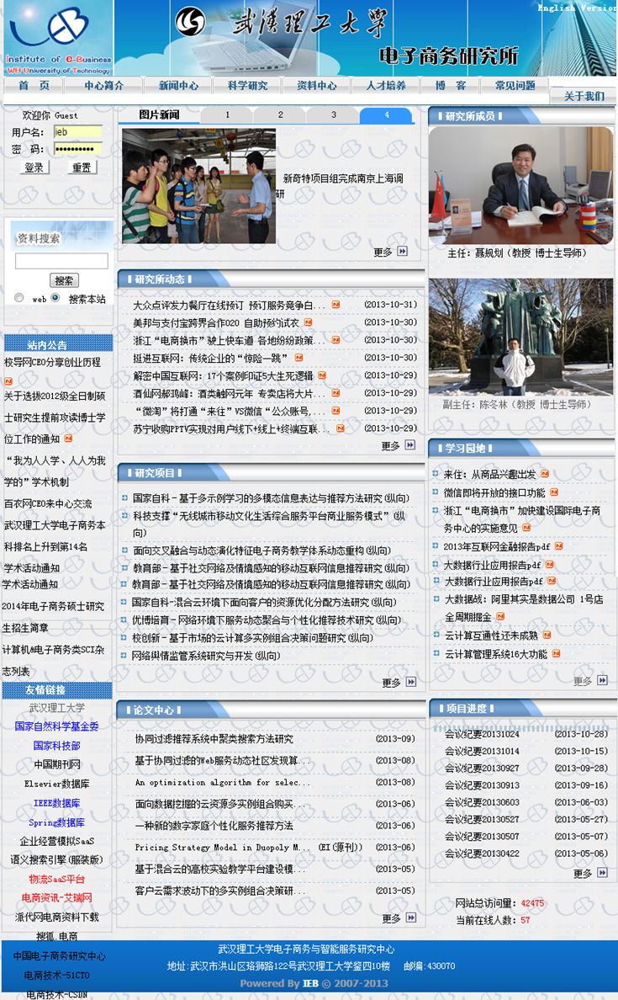 English Version
武汉理工大学
电子商务研究所
Institute of E-Business
WH University of Technology
首 页
中心简介
新闻中心
科学研究
资料中心
人才培养
博 客
常见问题
关于我们
欢迎你 Guest
用户名: ieb
密 码: ••••••••••
登录 重置
资料搜索
搜索
web 搜索本站
站内公告
校导网CEO分享创业历程
关于选拔2012级全日制硕
士研究生提前攻读博士学
位工作的通知
“我为人人学、人人为我
学的”学术机制
百衣网CEO来中心交流
武汉理工大学电子商务本
科排名上升到第14名
学术活动通知
学术活动通知
2014年电子商务硕士研究
生招生简章
计算机&电子商务类SCI杂
志列表
友情链接
武汉理工大学
国家自然科学基金委
国家科技部
中国期刊网
Elsevier数据库
IEEE数据库
Spring数据库
企业经营模拟SaaS
语义搜索引擎(服装版)
物流SaaS平台
电商资讯-艾瑞网
派代网电商资料下载
搜狐.电商
中国电子商务研究中心
电商技术-51CTO
电商技术-CSDN
图片新闻 1 2 3 4
新奇特项目组完成南京上海调
研
更多
研究所动态
大众点评发力餐厅在线预订 预订服务竞争白... (2013-10-31)
美邦与支付宝跨界合作O2O 自助预约试衣 (2013-10-30)
浙江“电商换市”驶上快车道 各地纷纷政策... (2013-10-30)
挺进互联网: 传统企业的“惊险一跳” (2013-10-30)
解密中国互联网: 17个案例印证5大生死逻辑 (2013-10-29)
酒仙网郝鸿峰: 酒类触网元年 专卖店将大片... (2013-10-29)
“微淘”将打通“来往”VS微信“公众账号,... (2013-10-29)
苏宁收购PPTV实现对用户线下+线上+终端互联... (2013-10-29)
更多
研究项目
国家自科-基于多示例学习的多模态信息表达与推荐方法研究(纵向)
科技支撑“无线城市移动文化生活综合服务平台商业服务模式”(纵
向)
面向交叉融合与动态演化特征电子商务教学体系动态重构(纵向)
教育部-基于社交网络及情境感知的移动互联网信息推荐研究(纵向)
教育部-基于社交网络及情境感知的移动互联网信息推荐研究(纵向)
国家自科-混合云环境下面向客户的资源优化分配方法研究(纵向)
优博培育-网络环境下服务动态聚合与个性化推荐技术研究(纵向)
校创新-基于市场的云计算多实例组合决策问题研究(纵向)
网络舆情监管系统研究与开发(纵向)
更多
论文中心
协同过滤推荐系统中聚类搜索方法研究 (2013-09)
基于协同过滤的Web服务动态社区发现算... (2013-08)
An optimization algorithm for selec... (2013-08)
面向数据挖掘的云资源多实例组合购买... (2013-06)
一种新的数字家庭个性化服务推荐方法 (2013-06)
Pricing Strategy Model in Duopoly M... (EI(源刊)) (2013-06)
基于混合云的高校实验教学平台建设模... (2013-05)
客户云需求波动下的多实例组合决策研... (2013-05)
更多
研究所成员
主任: 聂规划(教授 博士生导师)
副主任: 陈冬林(教授 博士生导师)
学习园地
来住: 从商品兴趣出发
微信即将开放的接口功能
浙江“电商换市”加快建设国际电子商
务中心的实施意见
2013年互联网金融报告pdf
大数据行业应用报告pdf
大数据行业应用报告pdf
大数据战: 阿里其实是数据公司 1号店
全周期掘金
云计算互通性还未成熟
云计算管理系统16大功能
更多
项目进度
会议纪要20131024 (2013-10-28)
会议纪要20131014 (2013-10-15)
会议纪要20130927 (2013-09-28)
会议纪要20130913 (2013-09-16)
会议纪要20130603 (2013-06-03)
会议纪要20130527 (2013-05-27)
会议纪要20130507 (2013-05-07)
会议纪要20130422 (2013-05-06)
更多
网站总访问量: 42475
当前在线人数: 57
武汉理工大学电子商务与智能服务研究中心
地址:武汉市洪山区珞狮路122号武汉理工大学鉴四10楼 邮编:430070
Powered By IEB © 2007-2013